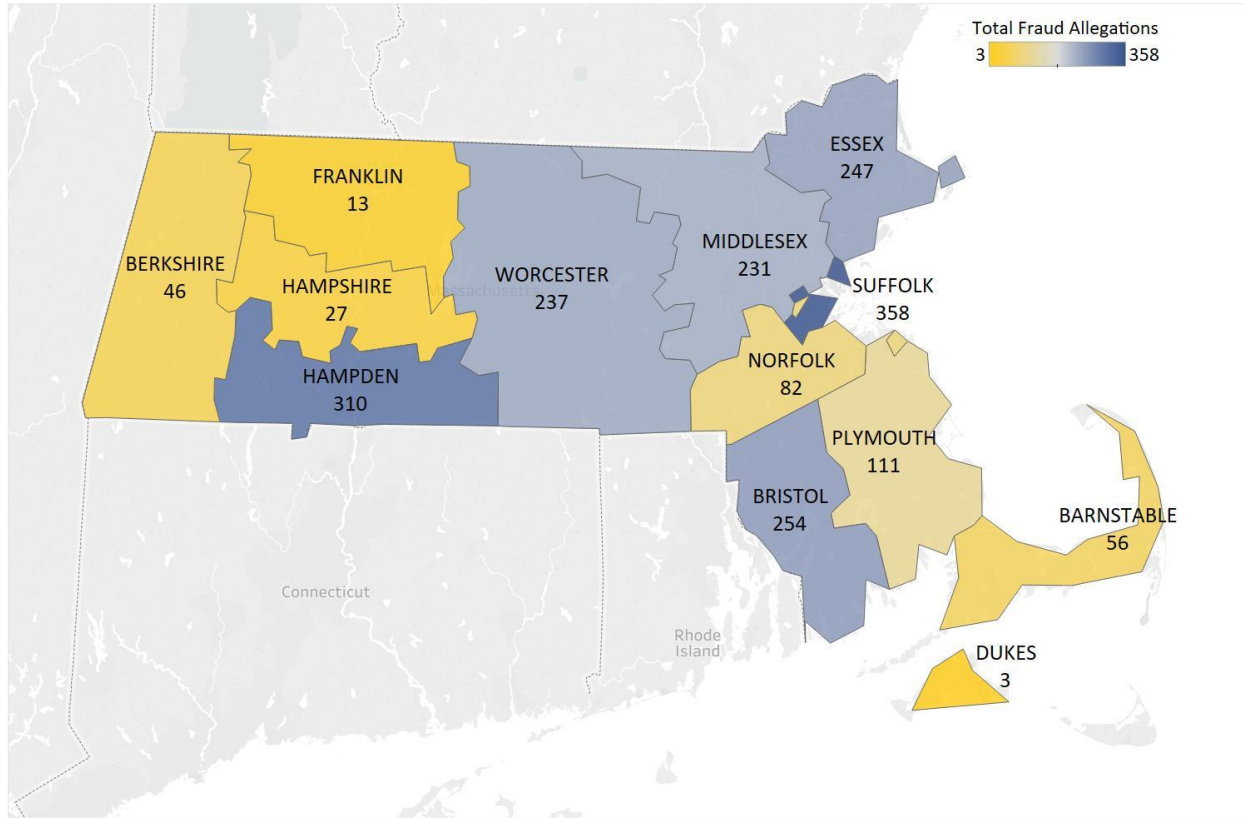 Total Fraud Allegations
3 358
ESSEX
247
FRANKLIN
13
MIDDLESEX
231
BERKSHIRE
46
WORCESTER
237
HAMPSHIRE
27
Massachusetts
SUFFOLK
358
NORFOLK
82
HAMPDEN
310
PLYMOUTH
111
BRISTOL
254
BARNSTABLE
56
Connecticut
Rhode
Island
DUKES
3